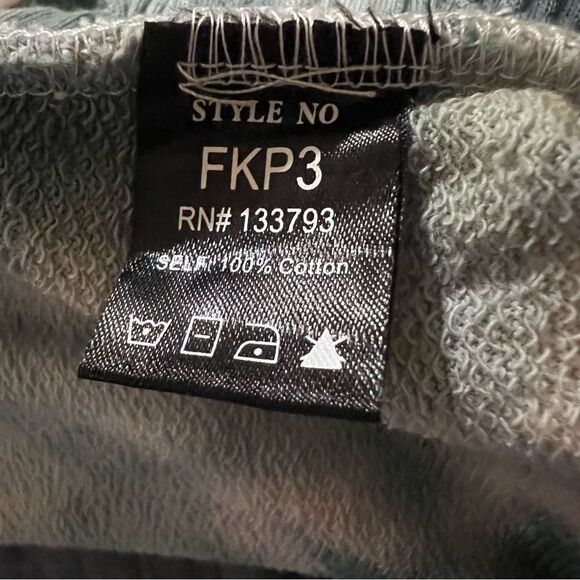 STYLE NO
FKP3
RN# 133793
SELF: 100% Cotton